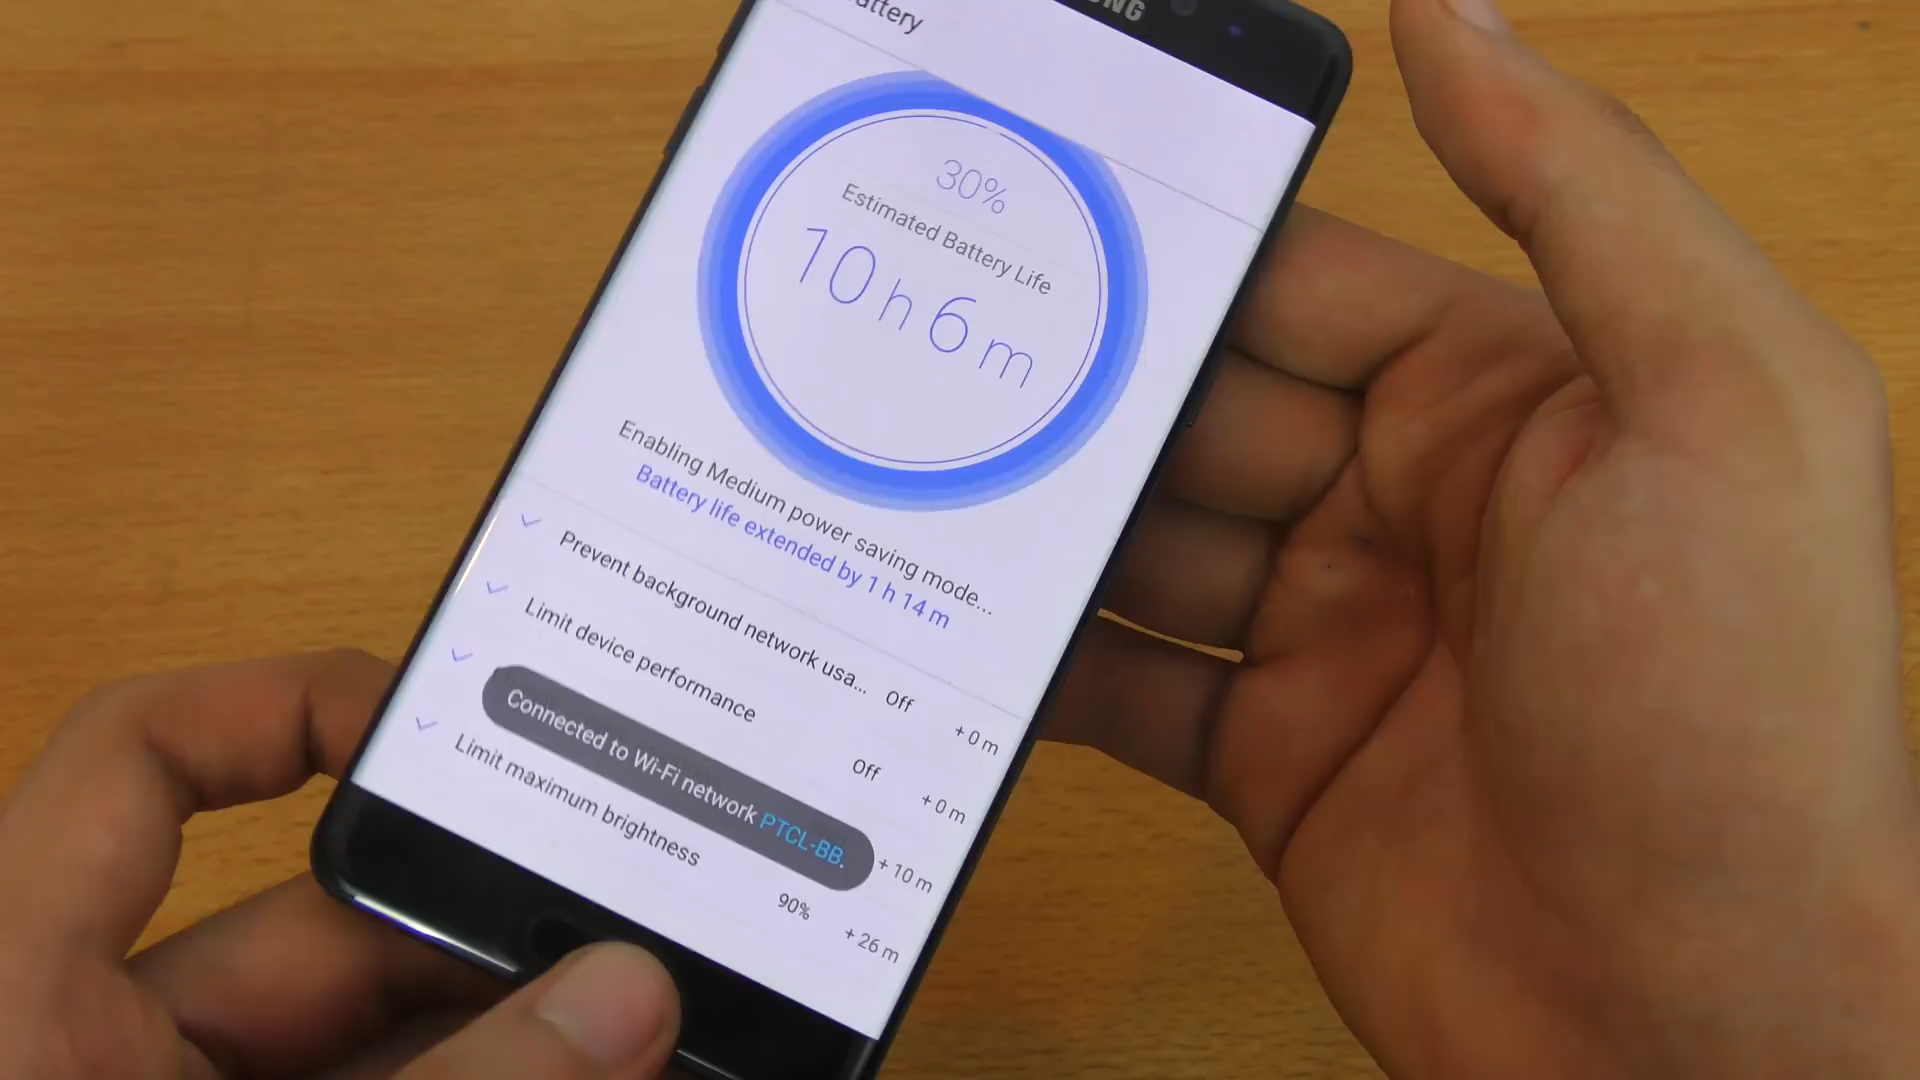 30%
Estimated Battery Life
10 h 6 m
Enabling Medium power saving mode...
Battery life extended by 1 h 14 m
Prevent background network usa... Off + 0 m
Limit device performance Off + 0 m
Connected to Wi-Fi network PTCL-BB. + 10 m
Limit maximum brightness 90% + 26 m